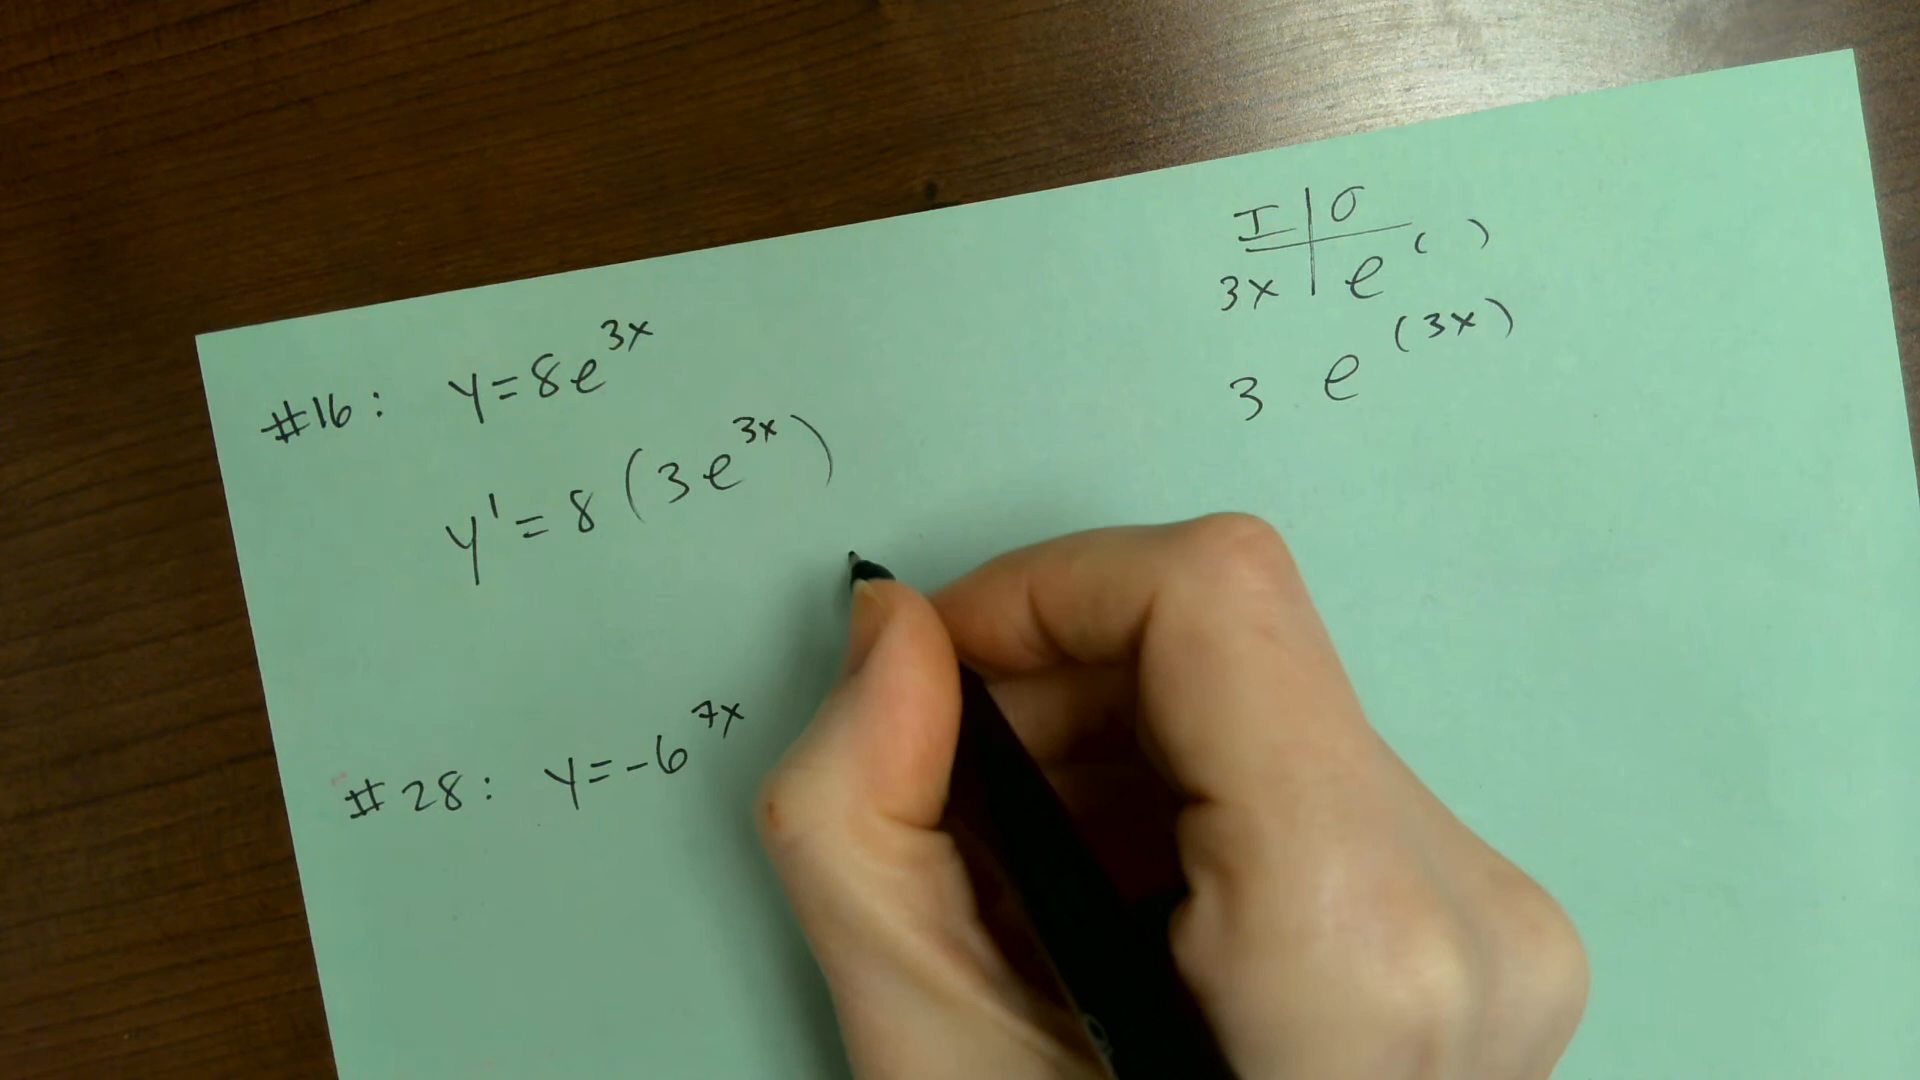 #16: y=8e^3x
y'=8(3e^3x)
#28: y=-6^7x
I | O
3x | e^( )
3 e^(3x)